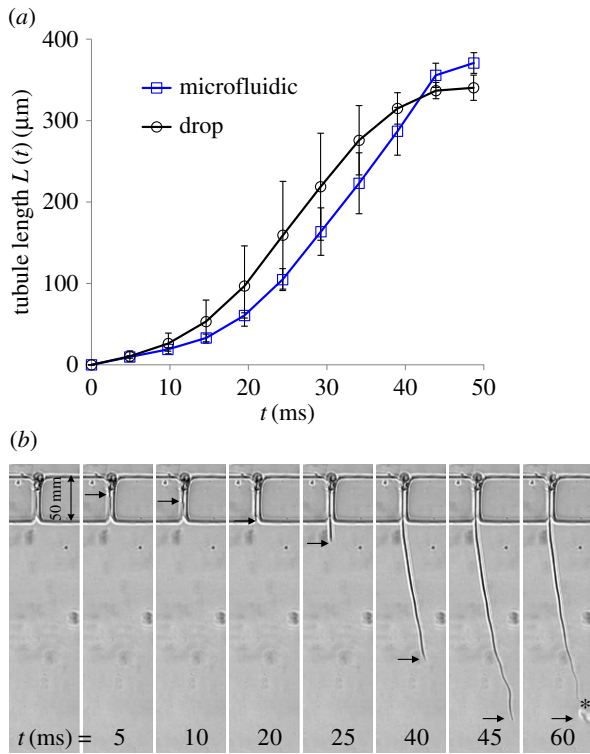 (a)
400
300
200
100
0
tubule length L (t) (μm)
microfluidic
drop
0 10 20 30 40 50
t (ms)
(b)
50 mm
*
t (ms) = 5 10 20 25 40 45 60